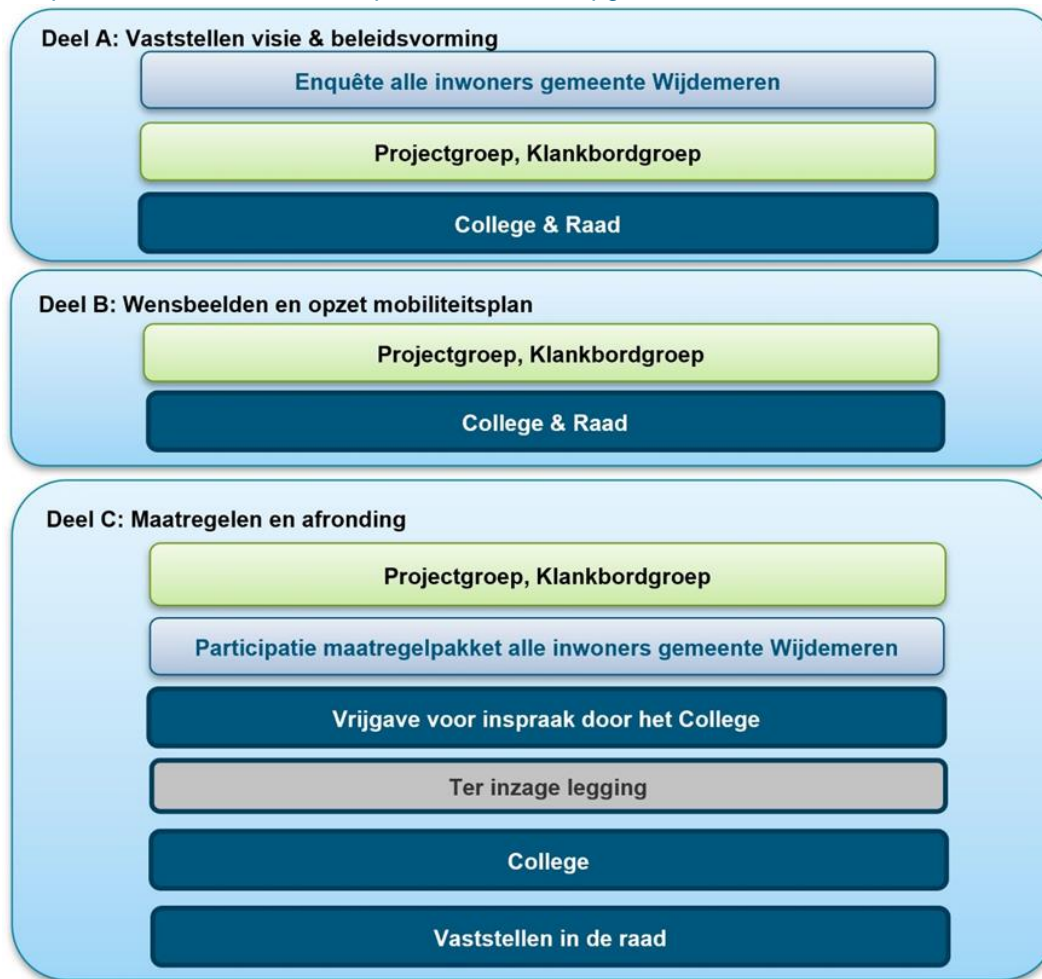 Deel A: Vaststellen visie & beleidsvorming
Enquête alle inwoners gemeente Wijdemeren
Projectgroep, Klankbordgroep
College & Raad
Deel B: Wensbeelden en opzet mobiliteitsplan
Projectgroep, Klankbordgroep
College & Raad
Deel C: Maatregelen en afronding
Projectgroep, Klankbordgroep
Participatie maatregelpakket alle inwoners gemeente Wijdemeren
Vrijgave voor inspraak door het College
Ter inzage legging
College
Vaststellen in de raad